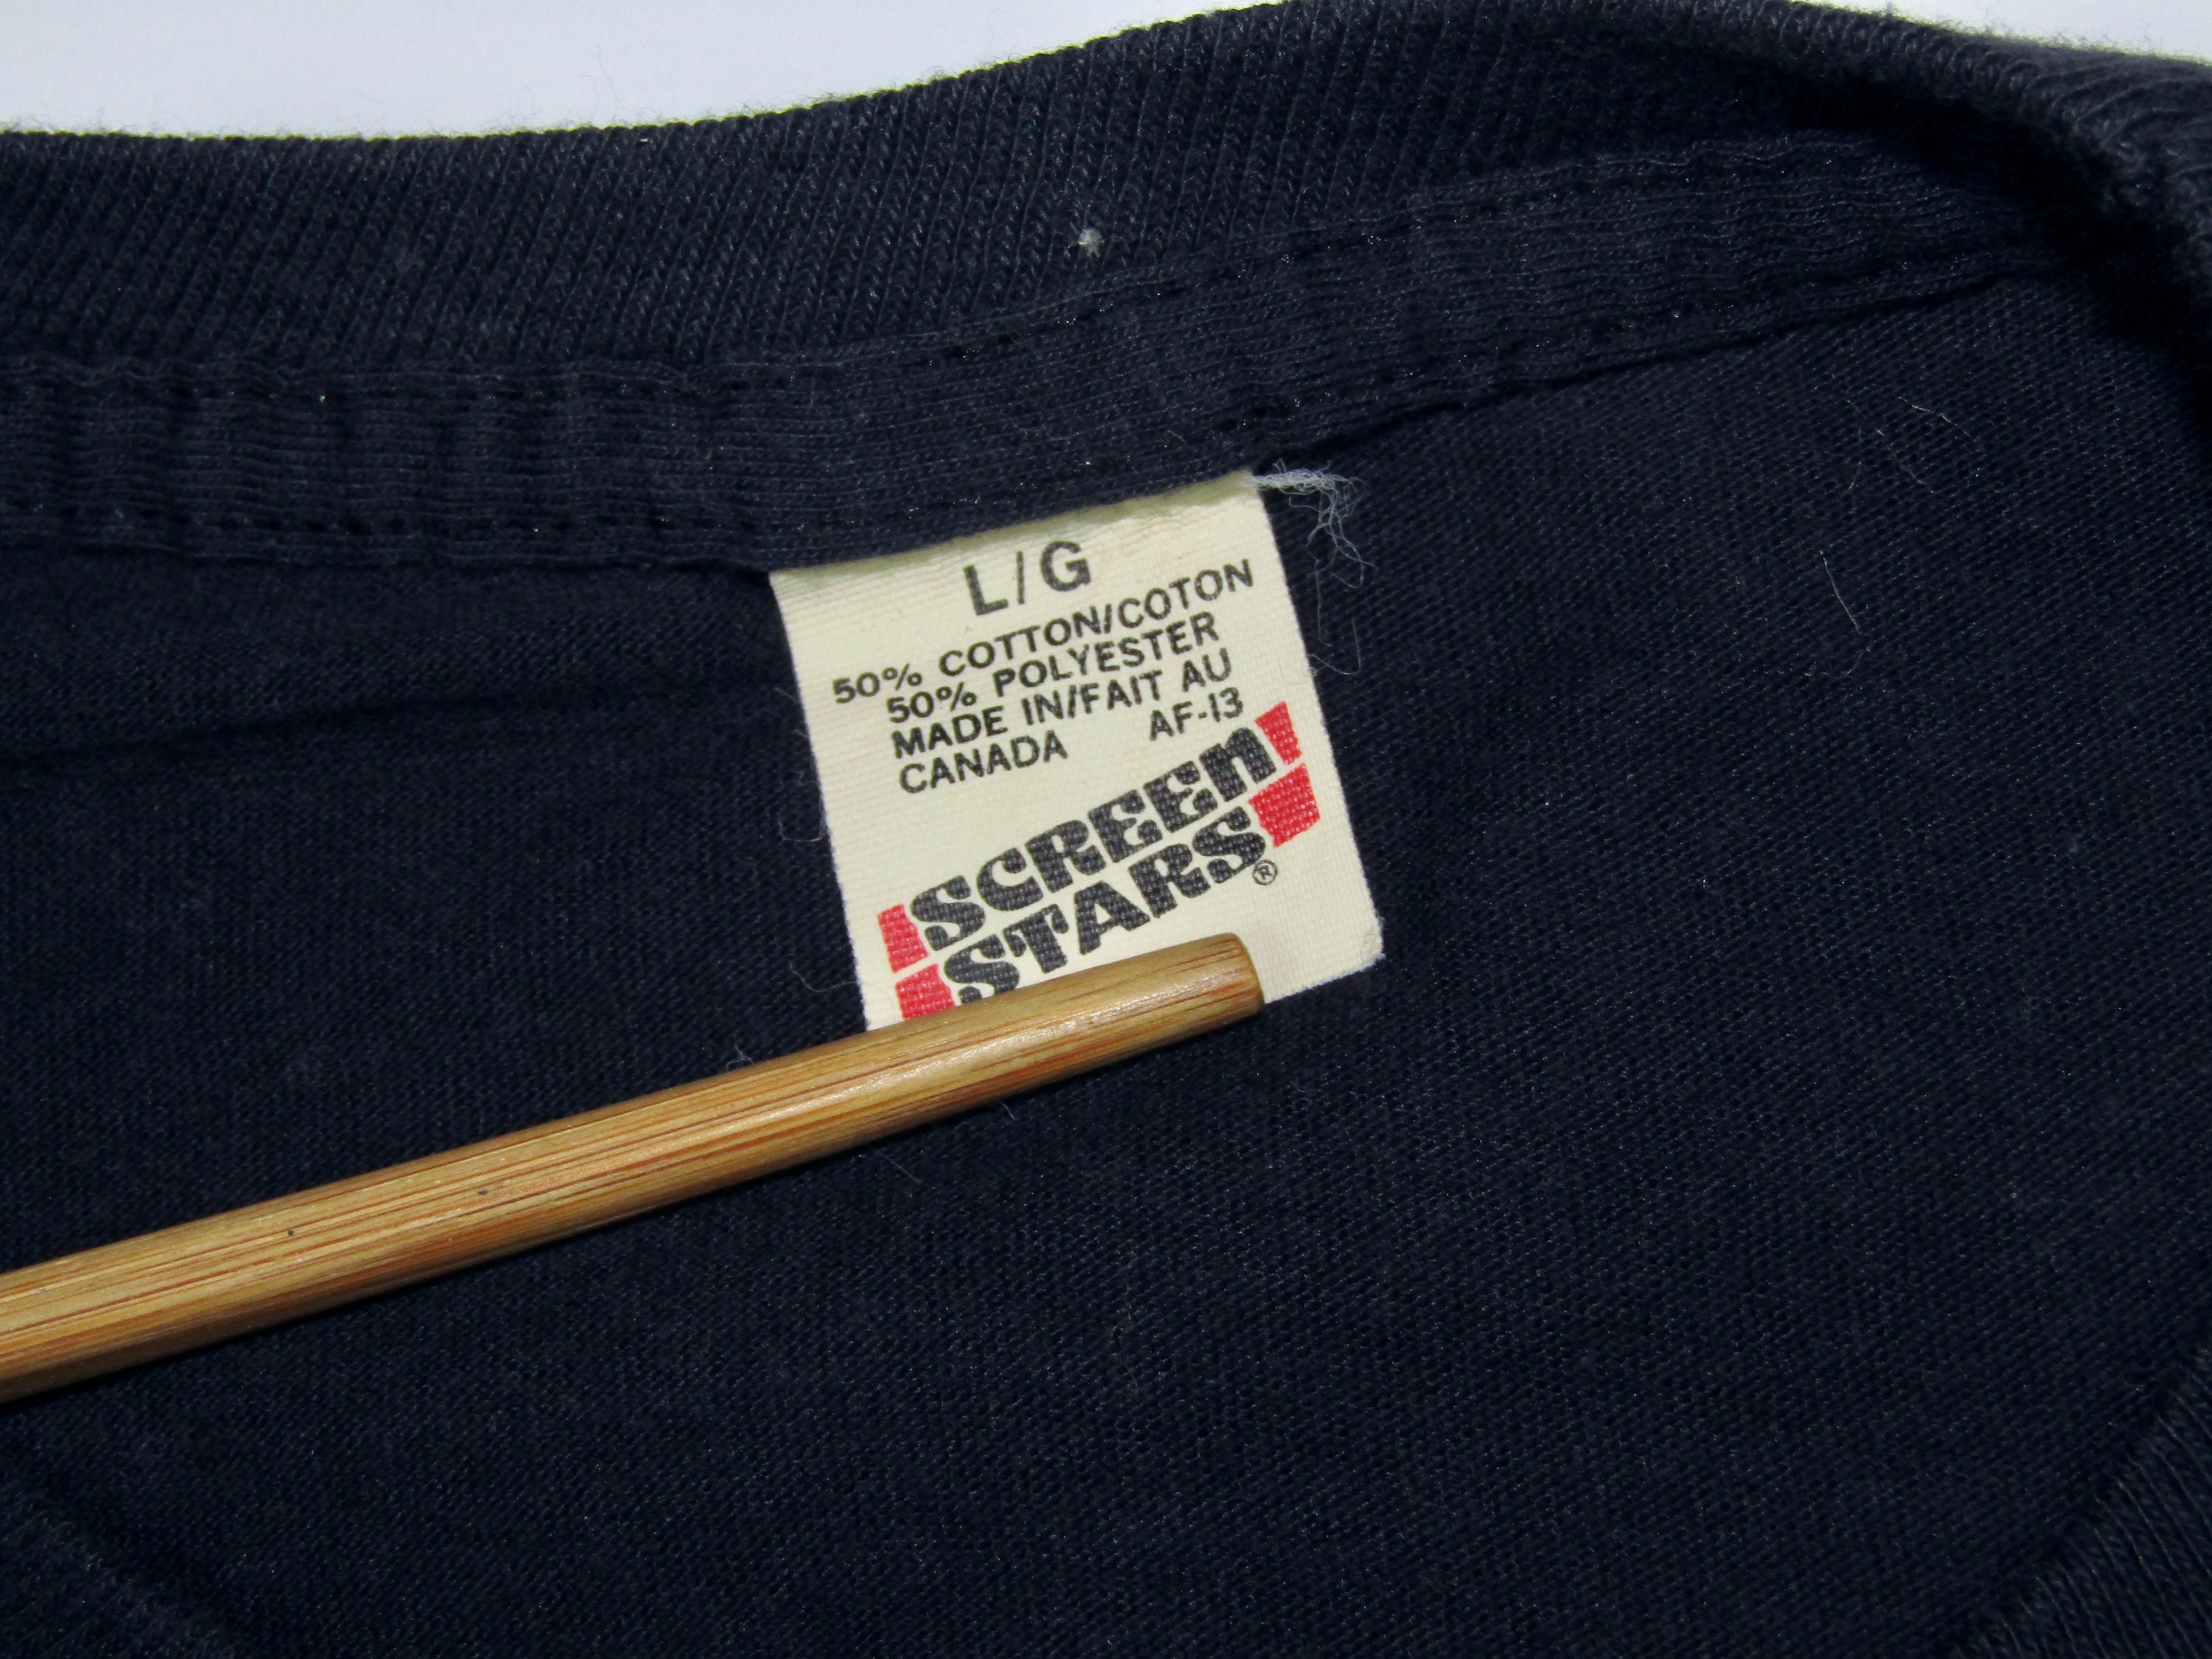 L/G
50% COTTON/COTON
50% POLYESTER
MADE IN/FAIT AU
CANADA AF-13
SCREEN
STARS®